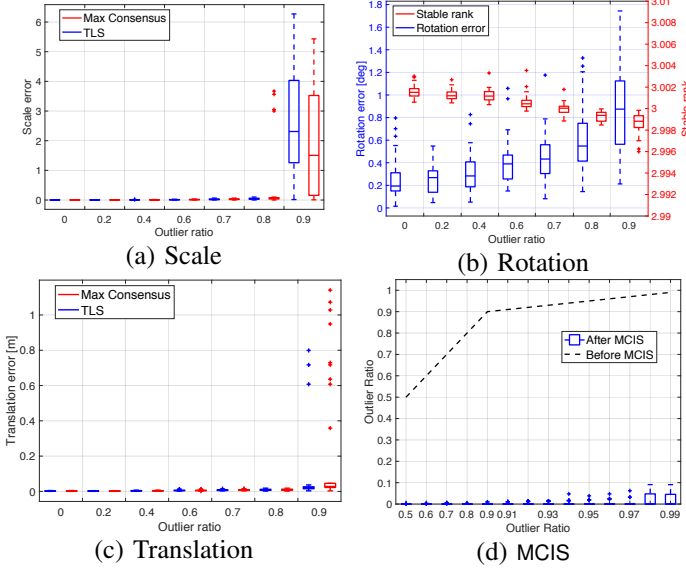 6
5
4
3
2
1
0
Scale error
Max Consensus
TLS
0 0.2 0.4 0.6 0.7 0.8 0.9
Outlier ratio
(a) Scale
1.8
1.6
1.4
1.2
1
0.8
0.6
0.4
0.2
0
Rotation error [deg]
Stable rank
Rotation error
3.01
3.008
3.006
3.004
3.002
3
2.998
2.996
2.994
2.992
2.99
Stable rank
0 0.2 0.4 0.6 0.7 0.8 0.9
Outlier ratio
(b) Rotation
1
0.8
0.6
0.4
0.2
0
Translation error [m]
Max Consensus
TLS
0 0.2 0.4 0.6 0.7 0.8 0.9
Outlier ratio
(c) Translation
1
0.9
0.8
0.7
0.6
0.5
0.4
0.3
0.2
0.1
0
Outlier Ratio
After MCIS
Before MCIS
0.5 0.6 0.7 0.8 0.9 0.91 0.93 0.95 0.97 0.99
Outlier Ratio
(d) MCIS